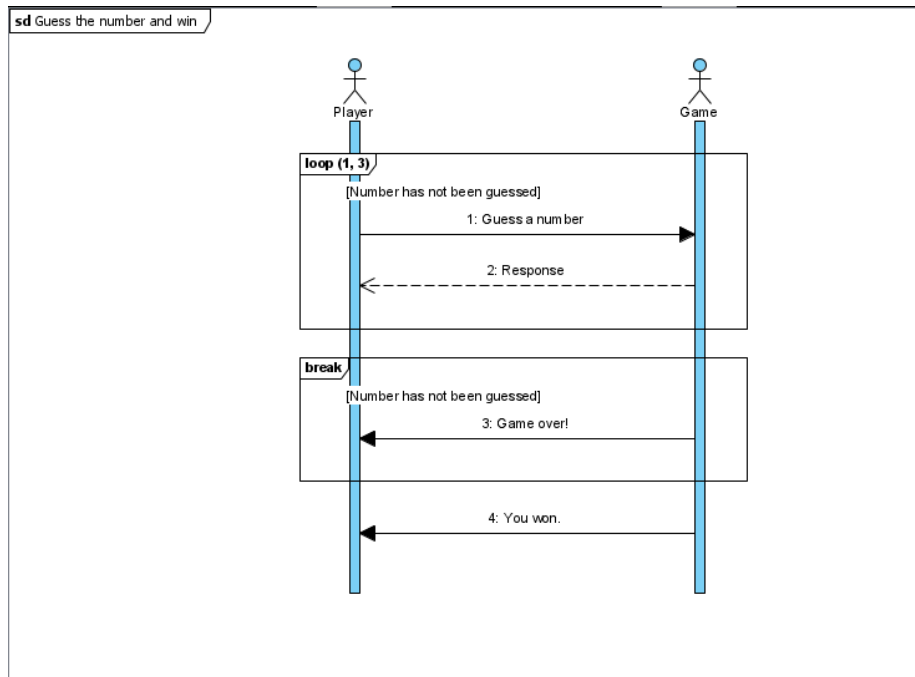 sd Guess the number and win
Player
Game
loop (1, 3)
[Number has not been guessed]
1: Guess a number
2: Response
break
[Number has not been guessed]
3: Game over!
4: You won.